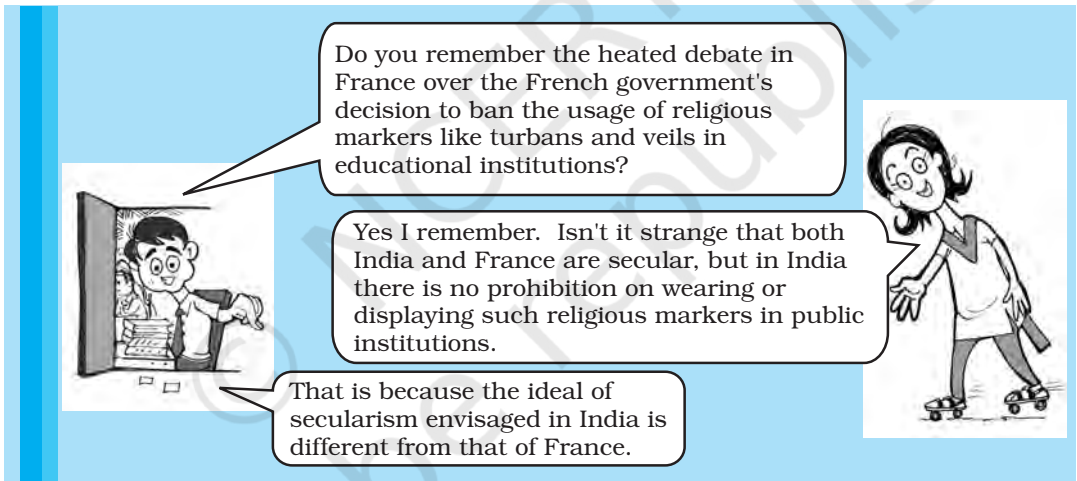 Do you remember the heated debate in
France over the French government's
decision to ban the usage of religious
markers like turbans and veils in
educational institutions?
Yes I remember.  Isn't it strange that both
India and France are secular, but in India
there is no prohibition on wearing or
displaying such religious markers in public
institutions.
That is because the ideal of
secularism envisaged in India is
different from that of France.